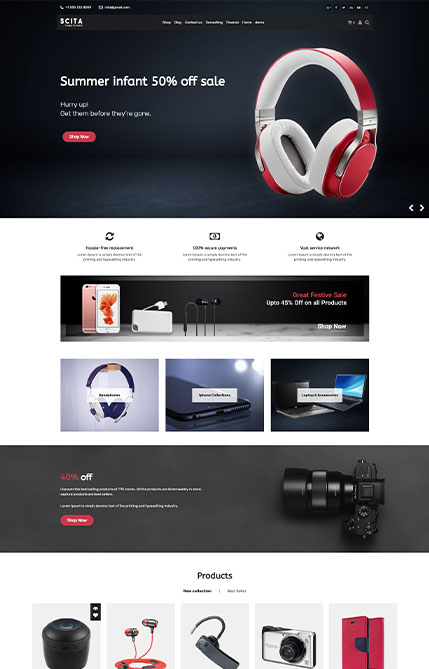 +1 555 123 8069
info@gmail.com
SCITA
Shop Blog Contact us Consulting Finance Home demo
Summer infant 50% off sale
Hurry up!
Get them before they're gone.
Shop Now
Hassler free replacement
100% secure payments
Vast service network
Lorem Ipsum is simply dummy text of the
printing and typesetting industry.
Lorem Ipsum is simply dummy text of the
printing and typesetting industry.
Lorem Ipsum is simply dummy text of the
printing and typesetting industry.
Great Festive Sale
Upto 45% Off on all Products
Shop Now
Headphones
Iphone Collections
Laptop & Accessories
40% off
Lorem Ipsum is simply dummy text of the printing and typesetting industry.
Shop Now
Products
New collection | Best Seller